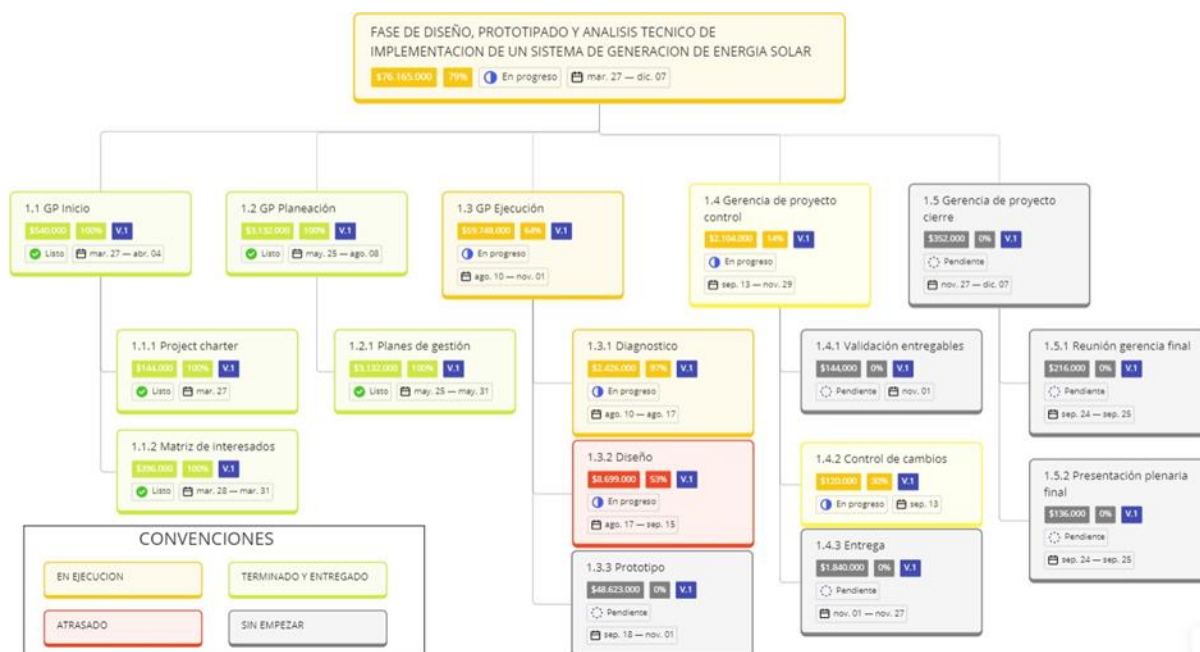 FASE DE DISEÑO, PROTOTIPADO Y ANALISIS TECNICO DE
IMPLEMENTACION DE UN SISTEMA DE GENERACION DE ENERGIA SOLAR
$76.165.000 79% En progreso mar. 27 — dic. 07
1.1 GP Inicio
$540.000 100% V.1
Listo mar. 27 — abr. 04
1.1.1 Project charter
$144.000 100% V.1
Listo mar. 27
1.1.2 Matriz de interesados
$396.000 100% V.1
Listo mar. 28 — mar. 31
1.2 GP Planeación
$3.132.000 100% V.1
Listo may. 25 — ago. 08
1.2.1 Planes de gestión
$3.132.000 100% V.1
Listo may. 25 — may. 31
1.3 GP Ejecución
$59.748.000 64% V.1
En progreso
ago. 10 — nov. 01
1.3.1 Diagnostico
$2.426.000 97% V.1
En progreso
ago. 10 — ago. 17
1.3.2 Diseño
$8.699.000 53% V.1
En progreso
ago. 17 — sep. 15
1.3.3 Prototipo
$48.623.000 0% V.1
Pendiente
sep. 18 — nov. 01
1.4 Gerencia de proyecto
control
$2.104.000 14% V.1
En progreso
sep. 13 — nov. 29
1.4.1 Validación entregables
$144,000 0% V.1
Pendiente nov. 01
1.4.2 Control de cambios
$120.000 30% V.1
En progreso sep. 13
1.4.3 Entrega
$1.840.000 0% V.1
Pendiente
nov. 01 — nov. 27
1.5 Gerencia de proyecto
cierre
$352.000 0% V.1
Pendiente
nov. 27 — dic. 07
1.5.1 Reunión gerencia final
$216.000 0% V.1
Pendiente
sep. 24 — sep. 25
1.5.2 Presentación plenaria
final
$136.000 0% V.1
Pendiente
sep. 24 — sep. 25
CONVENCIONES
EN EJECUCION
TERMINADO Y ENTREGADO
ATRASADO
SIN EMPEZAR